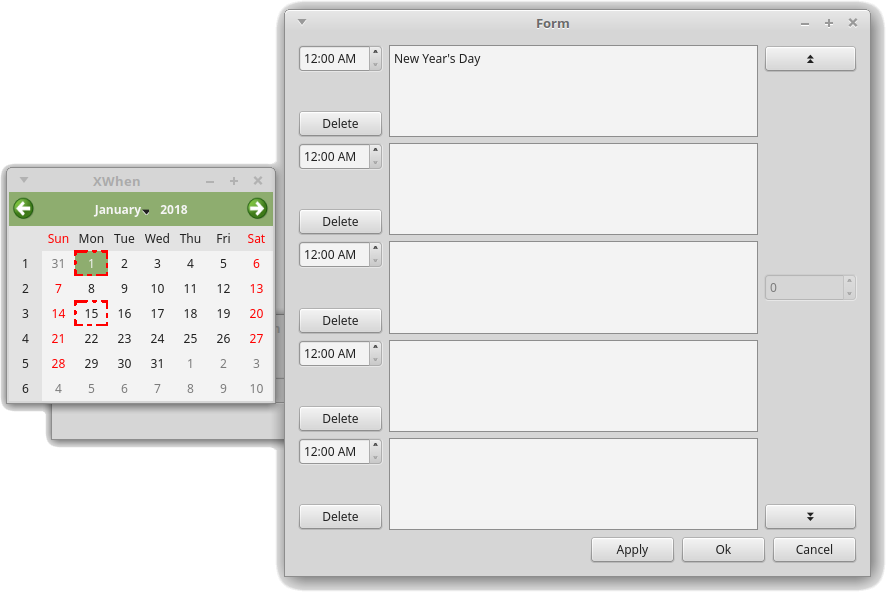 Form
12:00 AM
New Year's Day
Delete
12:00 AM
Delete
12:00 AM
0
Delete
12:00 AM
Delete
12:00 AM
Delete
Apply Ok Cancel
XWhen
January 2018
Sun Mon Tue Wed Thu Fri Sat
1 31 1 2 3 4 5 6
2 7 8 9 10 11 12 13
3 14 15 16 17 18 19 20
4 21 22 23 24 25 26 27
5 28 29 30 31 1 2 3
6 4 5 6 7 8 9 10